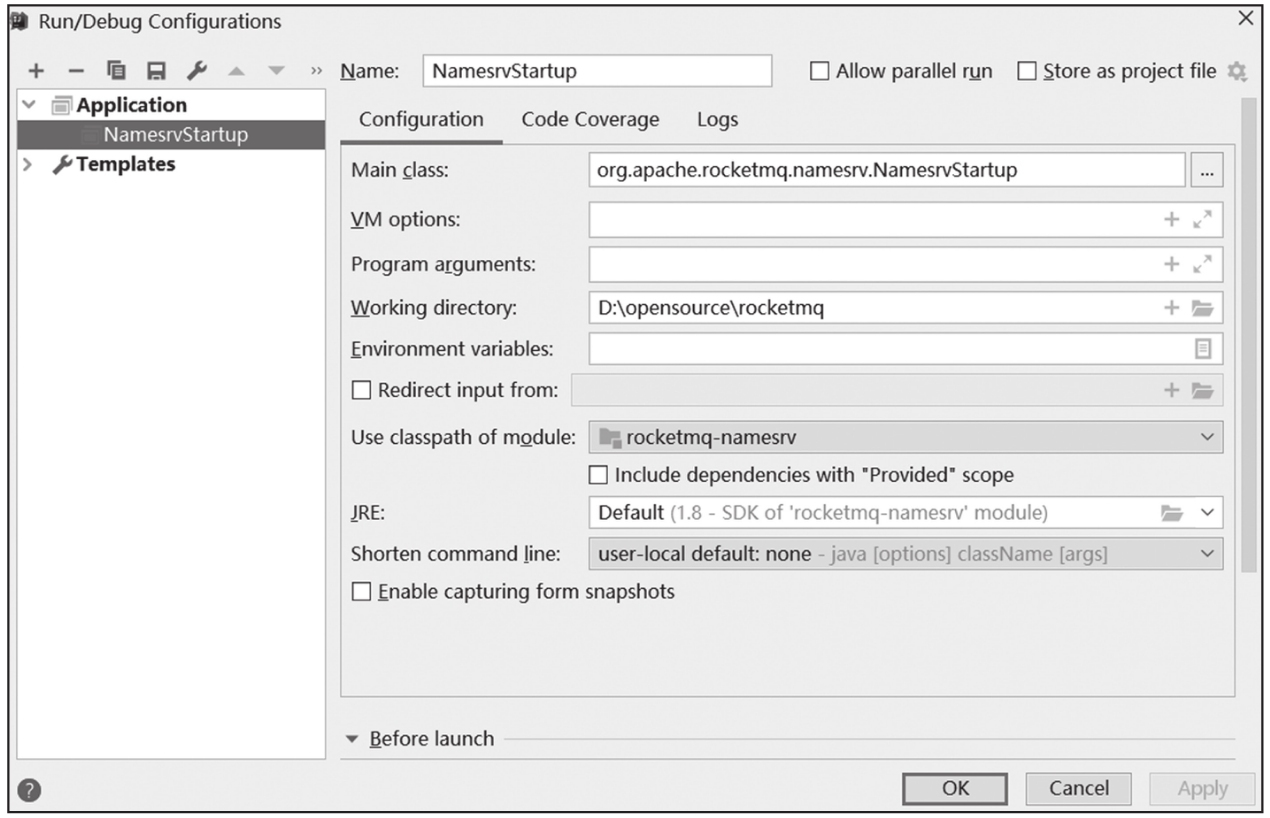 Run/Debug Configurations
Name: NamesrvStartup Allow parallel run Store as project file
Application
NamesrvStartup
Templates
Configuration Code Coverage Logs
Main class: org.apache.rocketmq.namesrv.NamesrvStartup ...
VM options:
Program arguments:
Working directory: D:\opensource\rocketmq
Environment variables:
Redirect input from:
Use classpath of module: rocketmq-namesrv
Include dependencies with "Provided" scope
JRE: Default (1.8 - SDK of 'rocketmq-namesrv' module)
Shorten command line: user-local default: none - java [options] className [args]
Enable capturing form snapshots
Before launch
? OK Cancel Apply